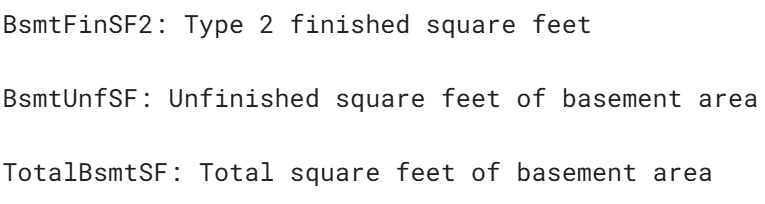 BsmtFinSF2: Type 2 finished square feet
BsmtUnfSF: Unfinished square feet of basement area
TotalBsmtSF: Total square feet of basement area